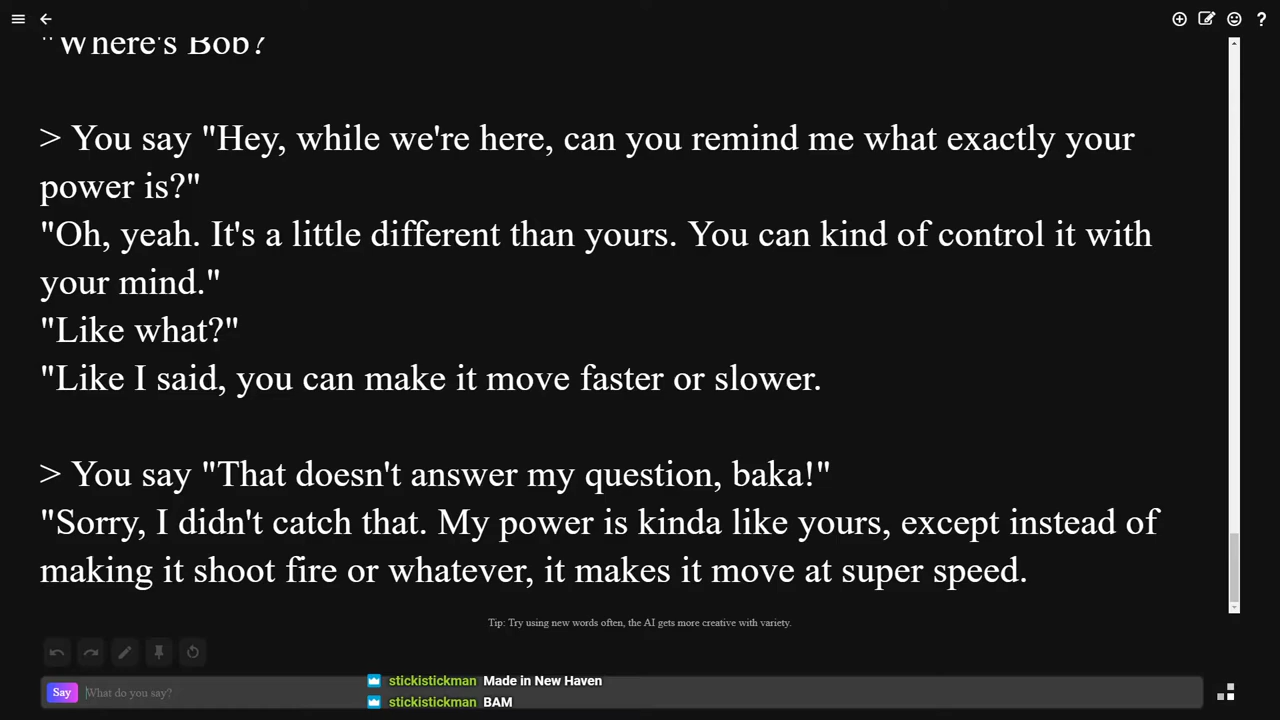 "Where's Bob?
> You say "Hey, while we're here, can you remind me what exactly your
power is?"
"Oh, yeah. It's a little different than yours. You can kind of control it with
your mind."
"Like what?"
"Like I said, you can make it move faster or slower.
> You say "That doesn't answer my question, baka!"
"Sorry, I didn't catch that. My power is kinda like yours, except instead of
making it shoot fire or whatever, it makes it move at super speed.
Tip: Try using new words often, the AI gets more creative with variety.
Say What do you say?
stickistickman Made in New Haven
stickistickman BAM